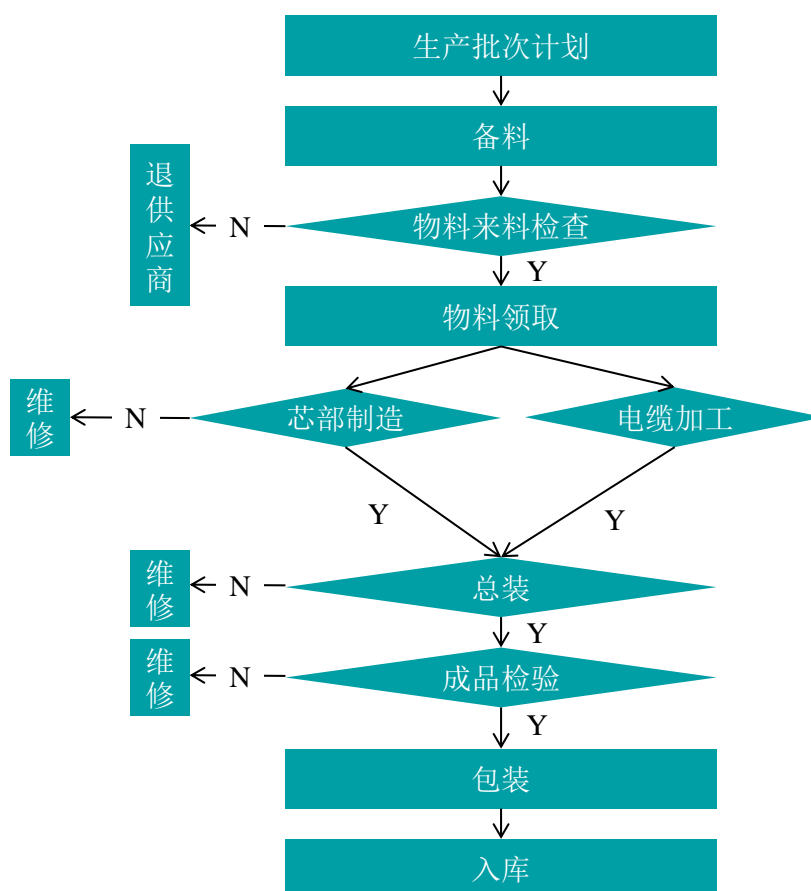 生产批次计划
备料
退供应商
N
物料来料检查
Y
物料领取
维修
N
芯部制造
电缆加工
Y
Y
维修
N
总装
Y
维修
N
成品检验
Y
包装
入库